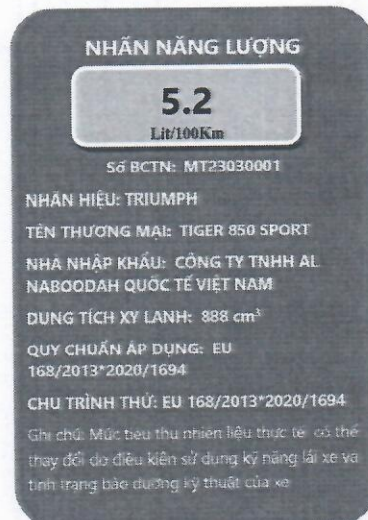 NHÃN NĂNG LƯỢNG
5.2
Lit/100Km
Số BCTN: MT23030001
NHÃN HIỆU: TRIUMPH
TÊN THƯƠNG MẠI: TIGER 850 SPORT
NHÀ NHẬP KHẨU: CÔNG TY TNHH AL
NABOODAH QUỐC TẾ VIỆT NAM
DUNG TÍCH XY LANH: 888 cm³
QUY CHUẨN ÁP DỤNG: EU
168/2013*2020/1694
CHU TRÌNH THỬ: EU 168/2013*2020/1694
Ghi chú: Mức tiêu thụ nhiên liệu thực tế có thể
thay đổi do điều kiện sử dụng kỹ năng lái xe và
tình trạng bảo dưỡng kỹ thuật của xe